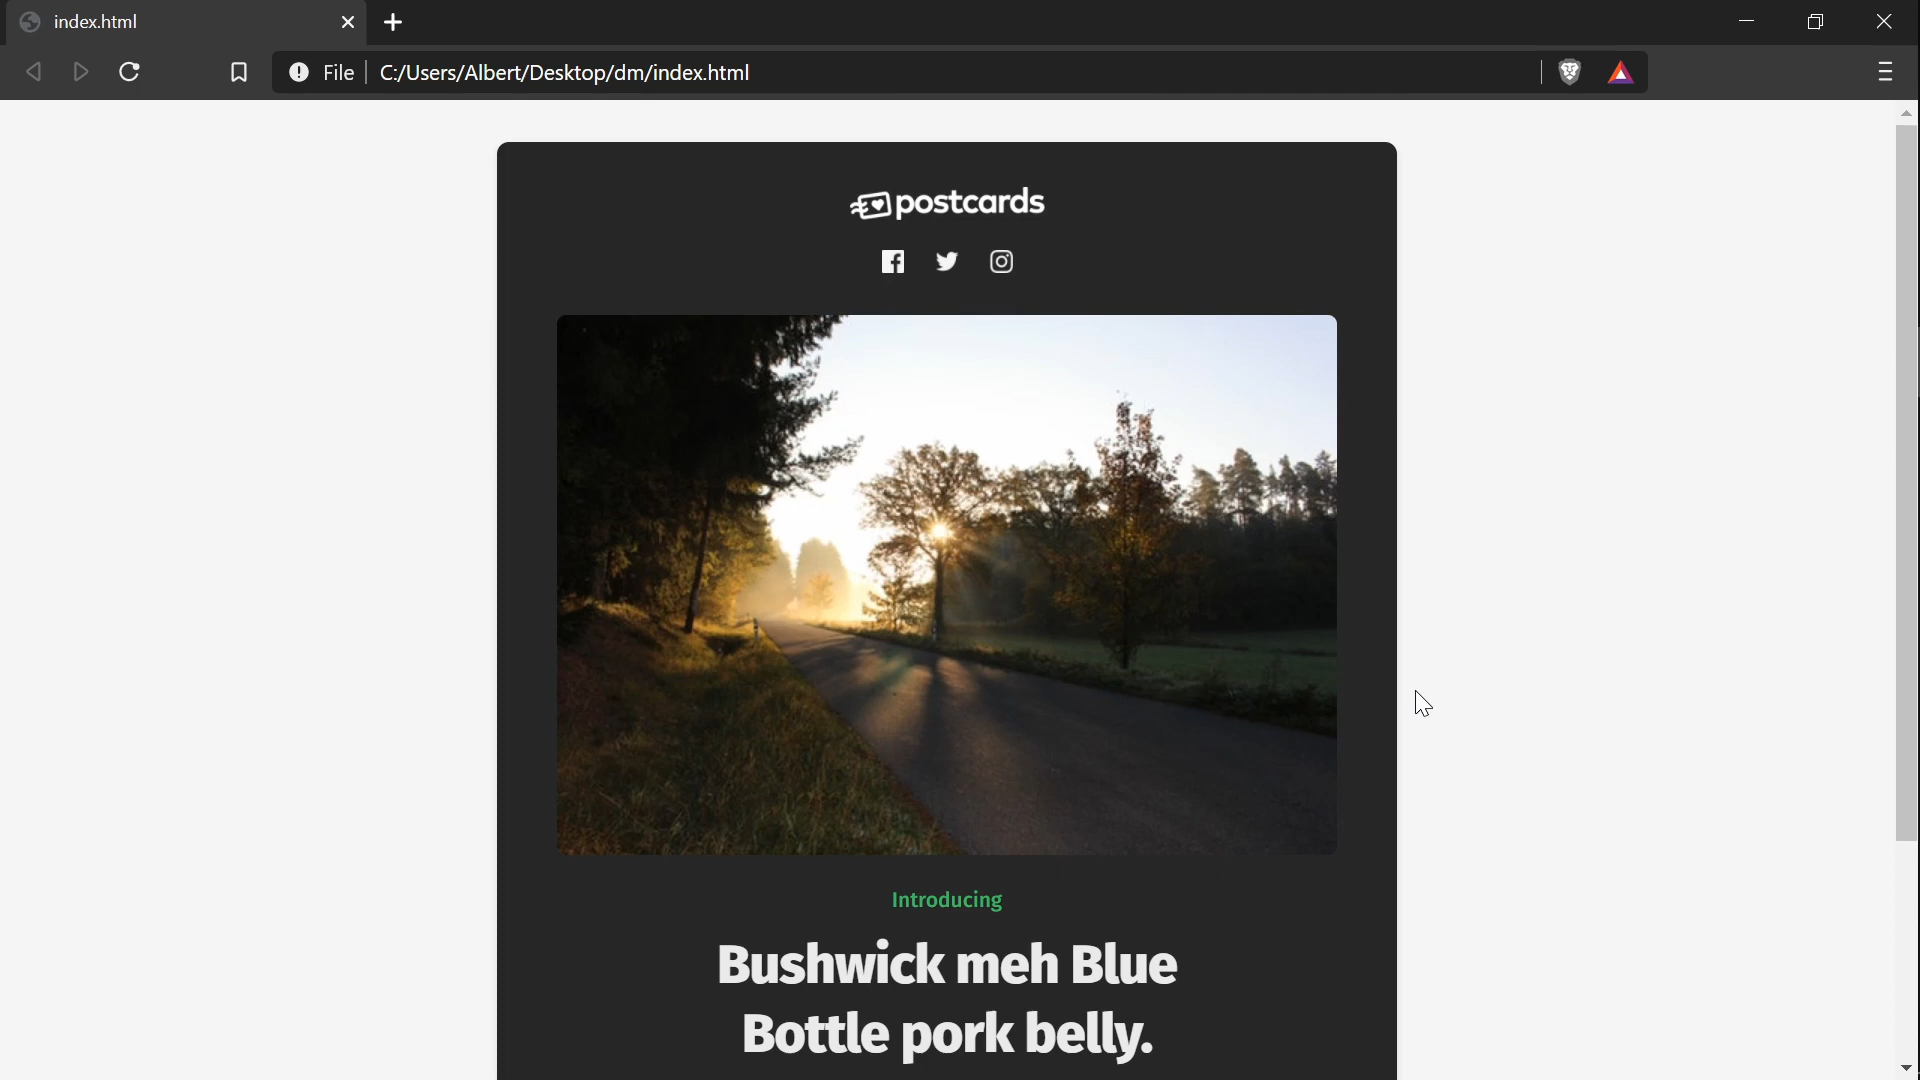 index.html
File
C:/Users/Albert/Desktop/dm/index.html
postcards
Introducing
Bushwick meh Blue
Bottle pork belly.